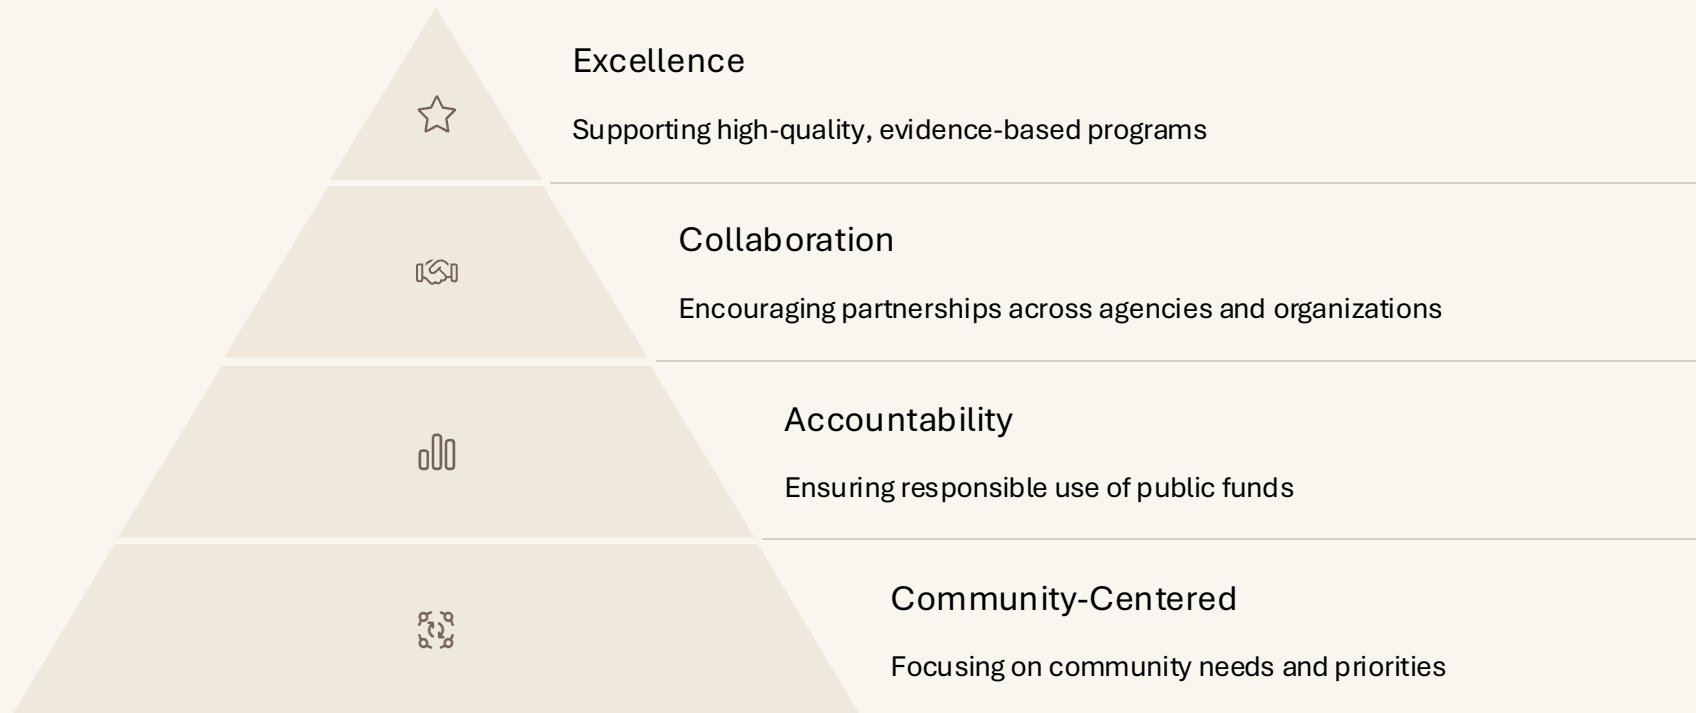 Excellence
Supporting high-quality, evidence-based programs
Collaboration
Encouraging partnerships across agencies and organizations
Accountability
Ensuring responsible use of public funds
Community-Centered
Focusing on community needs and priorities